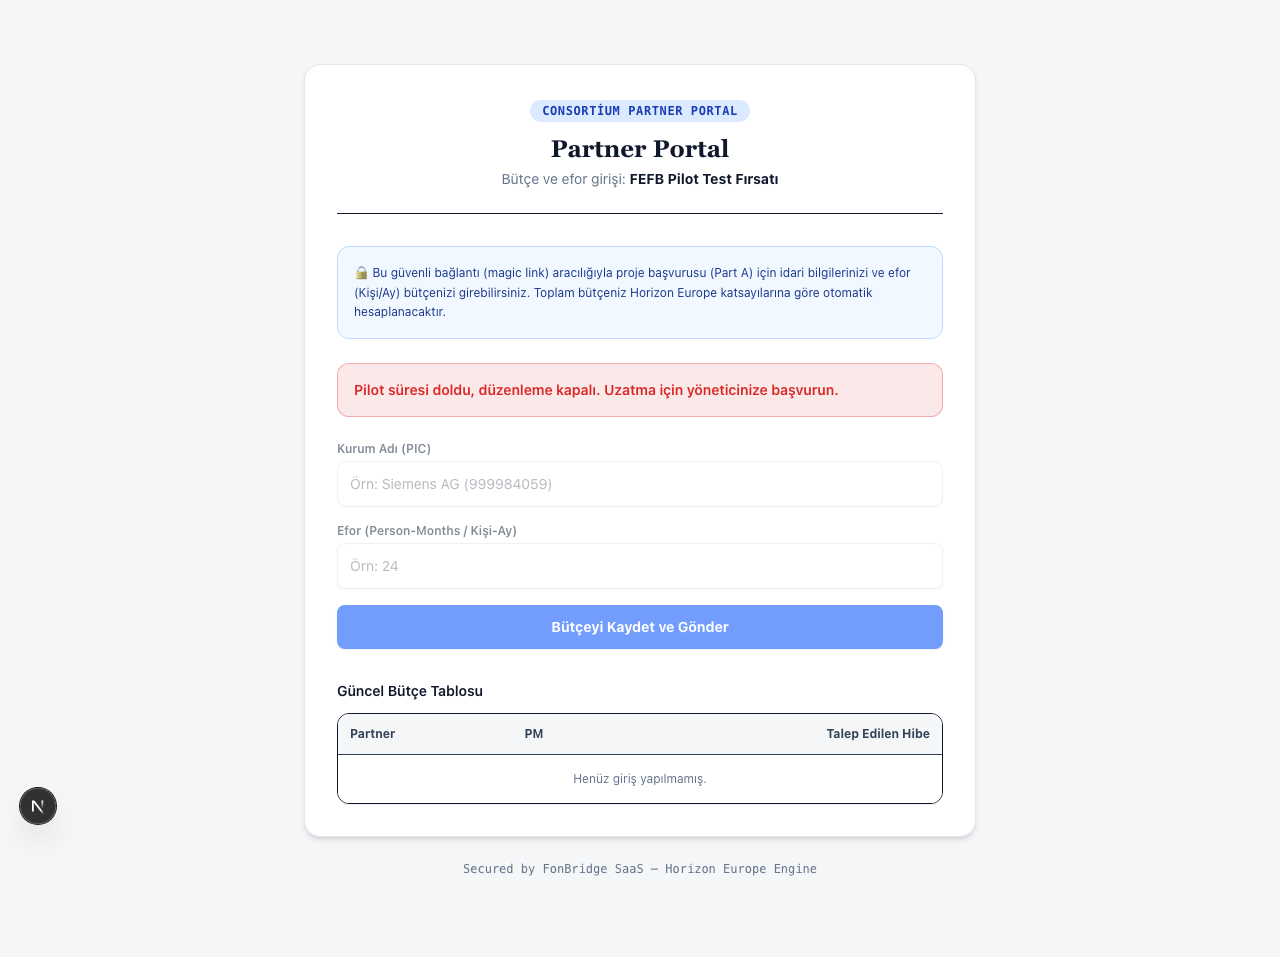 CONSORTİUM PARTNER PORTAL
Partner Portal
Bütçe ve efor girişi: FEFB Pilot Test Fırsatı
🔒 Bu güvenli bağlantı (magic link) aracılığıyla proje başvurusu (Part A) için idari bilgilerinizi ve efor
(Kişi/Ay) bütçenizi girebilirsiniz. Toplam bütçeniz Horizon Europe katsayılarına göre otomatik
hesaplanacaktır.
Pilot süresi doldu, düzenleme kapalı. Uzatma için yöneticinize başvurun.
Kurum Adı (PIC)
Örn: Siemens AG (999984059)
Efor (Person-Months / Kişi-Ay)
Örn: 24
Bütçeyi Kaydet ve Gönder
Güncel Bütçe Tablosu
Partner PM Talep Edilen Hibe
Henüz giriş yapılmamış.
N
Secured by FonBridge SaaS — Horizon Europe Engine